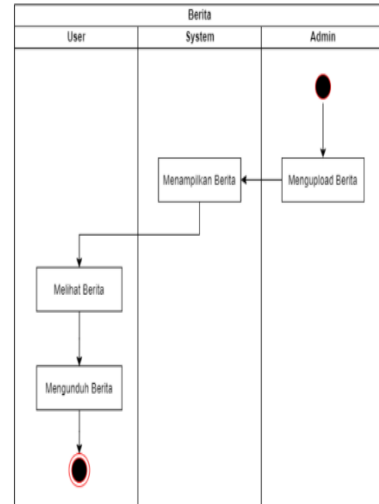 Berita
User
System
Admin
Menampilkan Berita
Mengupload Berita
Melihat Berita
Mengunduh Berita